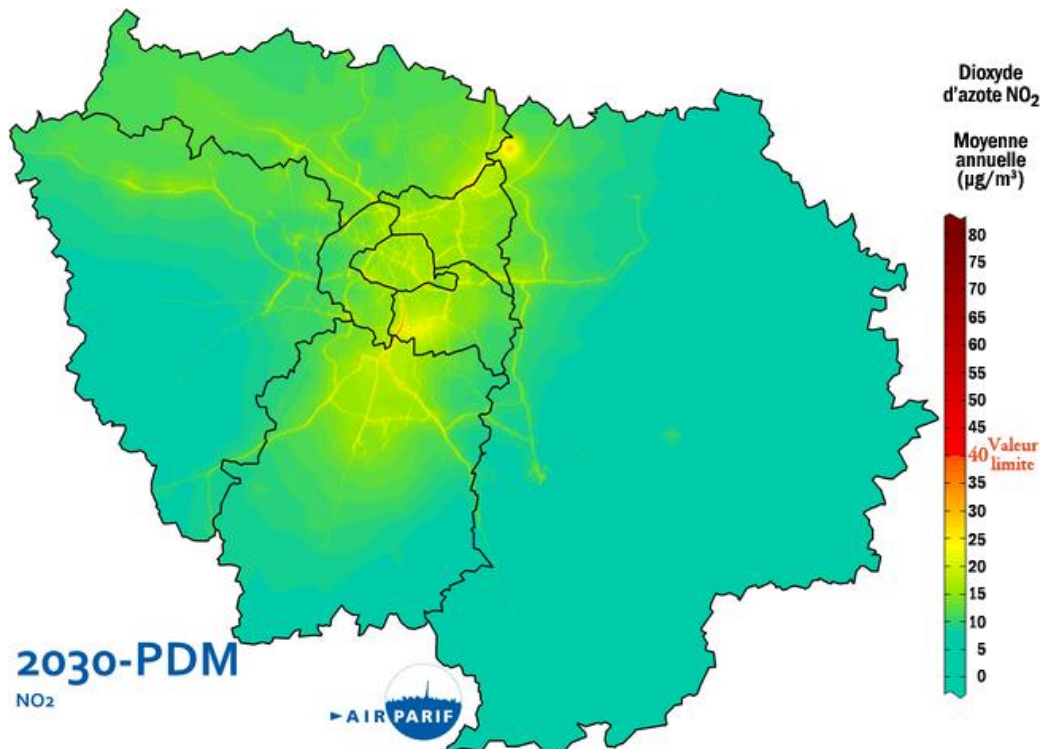 Dioxyde
d'azote NO2
Moyenne
annuelle
(µg/m³)
80
75
70
65
60
55
50
45
40 Valeur
limite
35
30
25
20
15
10
5
0
2030-PDM
NO2
AIRPARIF